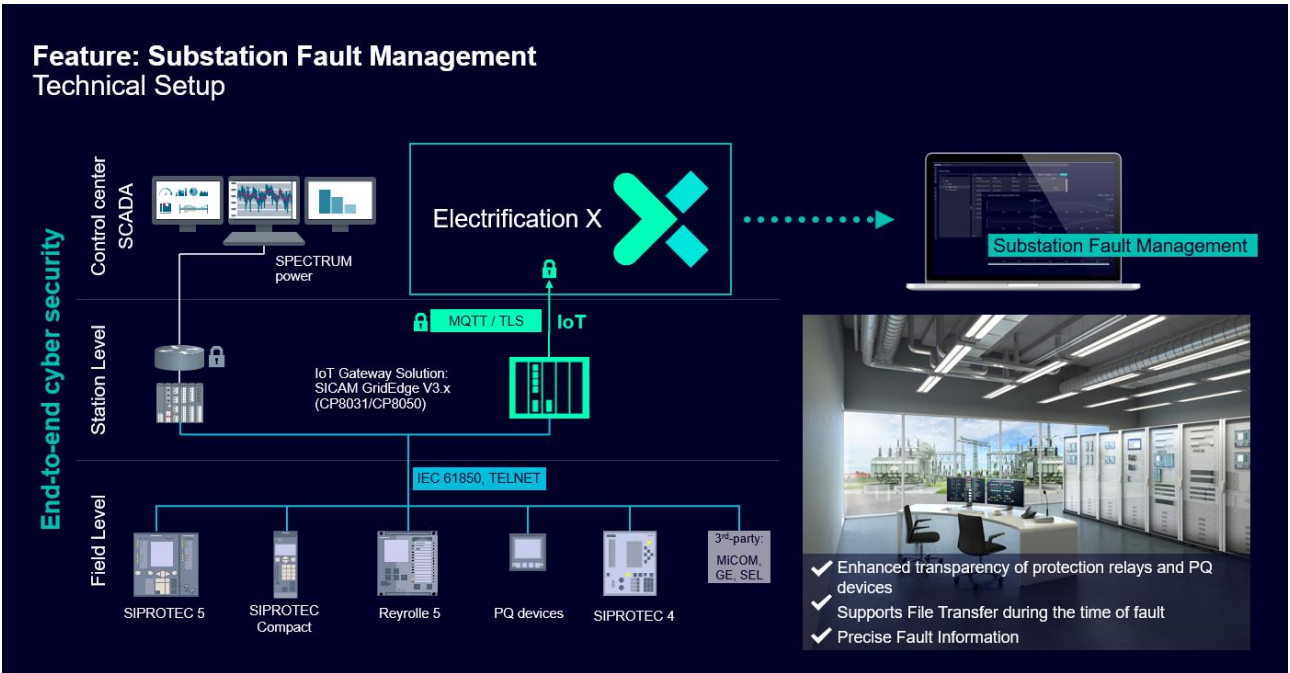 Feature: Substation Fault Management
Technical Setup
End-to-end cyber security
Control center
SCADA
SPECTRUM
power
Electrification X
Substation Fault Management
Station Level
MQTT / TLS
IoT
IoT Gateway Solution:
SICAM GridEdge V3.x
(CP8031/CP8050)
IEC 61850, TELNET
Field Level
SIPROTEC 5
SIPROTEC
Compact
Reyrolle 5
PQ devices
SIPROTEC 4
3rd-party:
MiCOM,
GE, SEL
Enhanced transparency of protection relays and PQ
devices
Supports File Transfer during the time of fault
Precise Fault Information